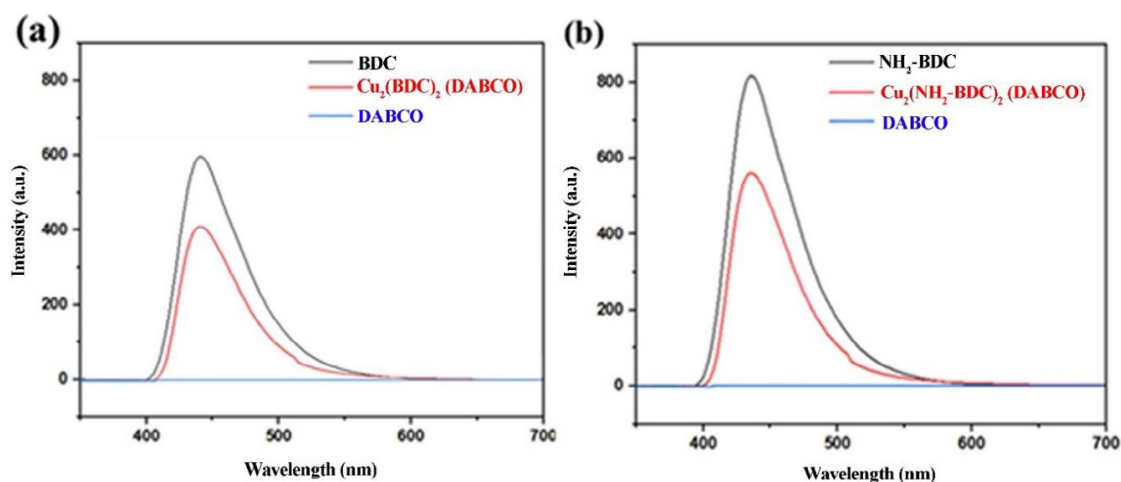 (a)
BDC
Cu₂(BDC)₂ (DABCO)
DABCO
800
600
400
200
0
400
500
600
700
Intensity (a.u.)
Wavelength (nm)
(b)
NH₂-BDC
Cu₂(NH₂-BDC)₂ (DABCO)
DABCO
800
600
400
200
0
400
500
600
700
Intensity (a.u.)
Wavelength (nm)